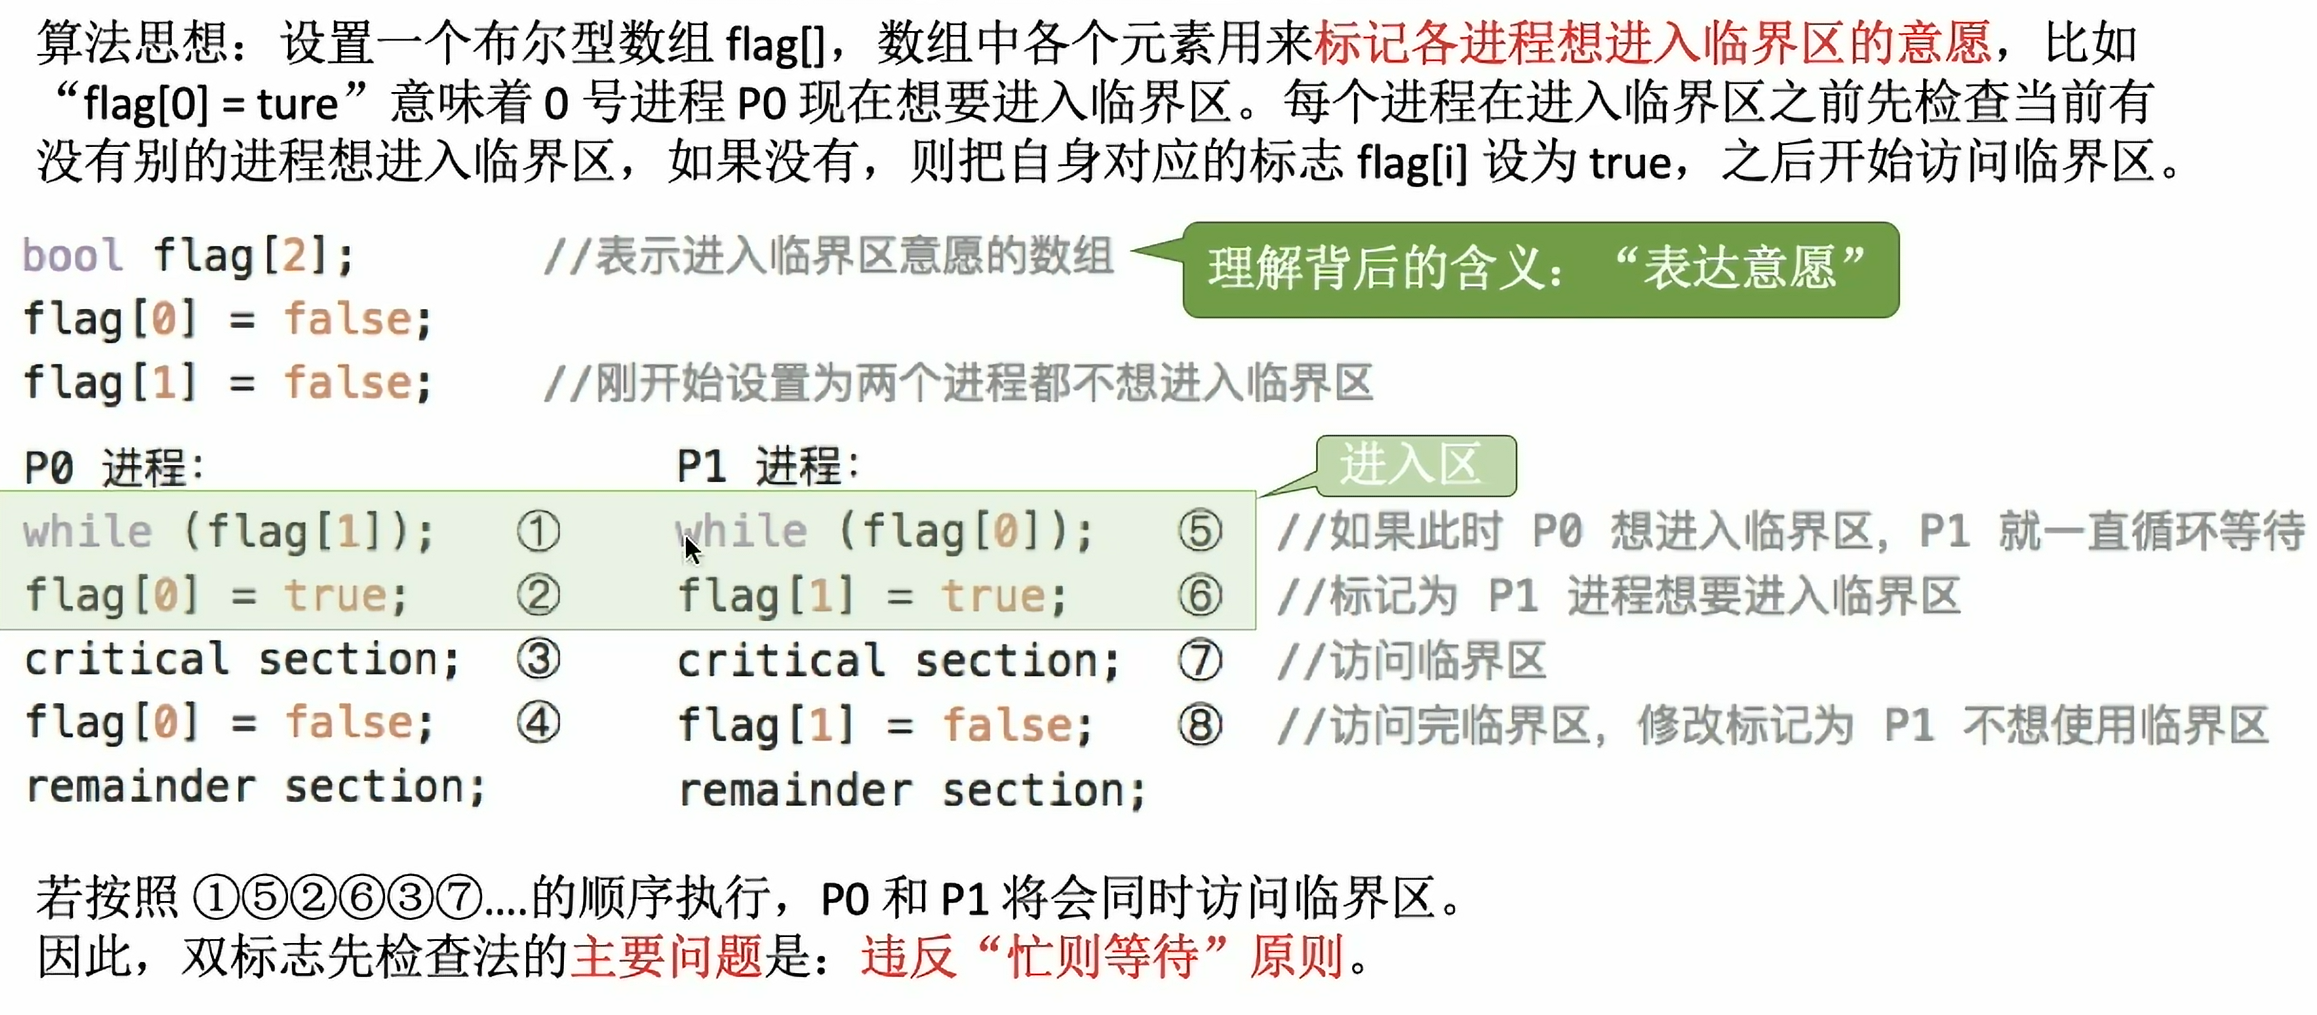 算法思想：设置一个布尔型数组 flag[]，数组中各个元素用来标记各进程想进入临界区的意愿，比如
“flag[0] = ture”意味着 0 号进程 P0 现在想要进入临界区。每个进程在进入临界区之前先检查当前有
没有别的进程想进入临界区，如果没有，则把自身对应的标志 flag[i] 设为 true，之后开始访问临界区。
bool flag[2]; //表示进入临界区意愿的数组
理解背后的含义：“表达意愿”
flag[0] = false;
flag[1] = false; //刚开始设置为两个进程都不想进入临界区
P0 进程： P1 进程：
进入区
while (flag[1]); ① while (flag[0]); ⑤ //如果此时 P0 想进入临界区，P1 就一直循环等待
flag[0] = true; ② flag[1] = true; ⑥ //标记为 P1 进程想要进入临界区
critical section; ③ critical section; ⑦ //访问临界区
flag[0] = false; ④ flag[1] = false; ⑧ //访问完临界区，修改标记为 P1 不想使用临界区
remainder section; remainder section;
若按照 ①⑤②⑥③⑦....的顺序执行，P0 和 P1 将会同时访问临界区。
因此，双标志先检查法的主要问题是：违反“忙则等待”原则。